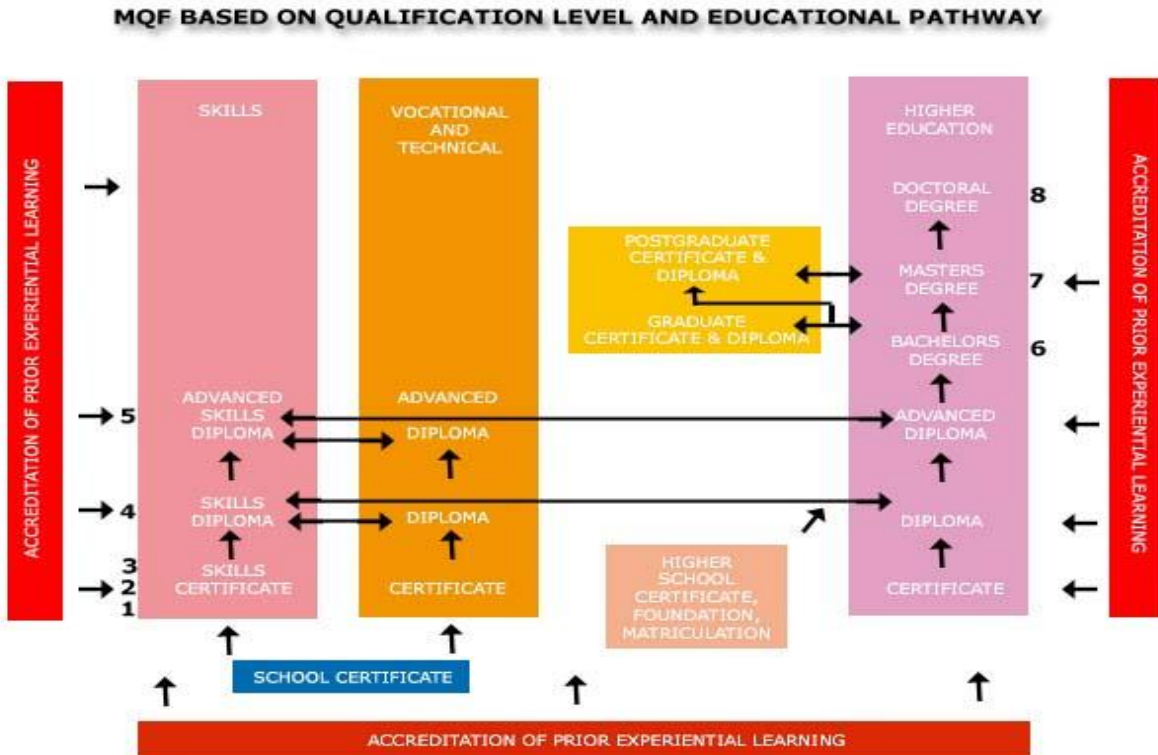 MQF BASED ON QUALIFICATION LEVEL AND EDUCATIONAL PATHWAY
ACCREDITATION OF PRIOR EXPERIENTIAL LEARNING
SKILLS
ADVANCED
SKILLS
DIPLOMA
SKILLS
DIPLOMA
SKILLS
CERTIFICATE
5
4
3
2
1
VOCATIONAL
AND
TECHNICAL
ADVANCED
DIPLOMA
DIPLOMA
CERTIFICATE
POSTGRADUATE
CERTIFICATE &
DIPLOMA
GRADUATE
CERTIFICATE & DIPLOMA
HIGHER
SCHOOL
CERTIFICATE,
FOUNDATION,
MATRICULATION
HIGHER
EDUCATION
DOCTORAL
DEGREE
MASTERS
DEGREE
BACHELORS
DEGREE
ADVANCED
DIPLOMA
DIPLOMA
CERTIFICATE
8
7
6
ACCREDITATION OF PRIOR EXPERIENTIAL LEARNING
SCHOOL CERTIFICATE
ACCREDITATION OF PRIOR EXPERIENTIAL LEARNING